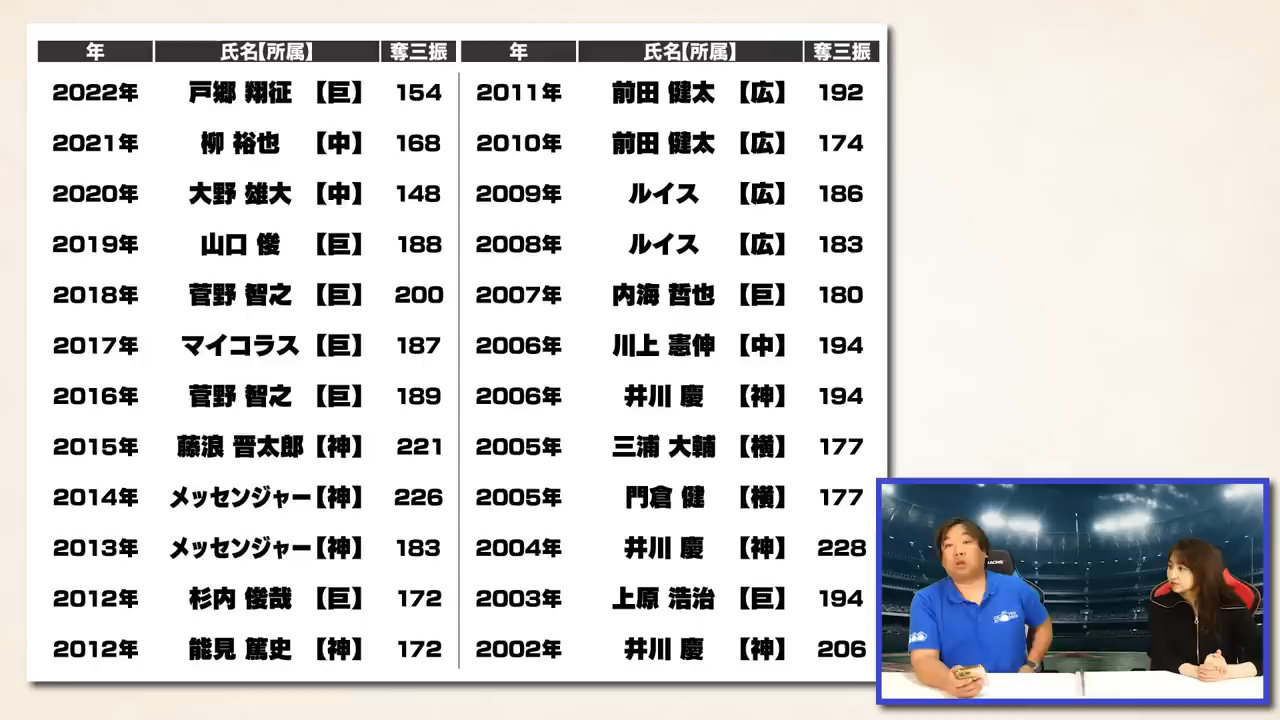 年 氏名【所属】 奪三振 年 氏名【所属】 奪三振
2022年 戸郷 翔征 【巨】 154 2011年 前田 健太 【広】 192
2021年 柳 裕也 【中】 168 2010年 前田 健太 【広】 174
2020年 大野 雄大 【中】 148 2009年 ルイス 【広】 186
2019年 山口 俊 【巨】 188 2008年 ルイス 【広】 183
2018年 菅野 智之 【巨】 200 2007年 内海 哲也 【巨】 180
2017年 マイコラス 【巨】 187 2006年 川上 憲伸 【中】 194
2016年 菅野 智之 【巨】 189 2006年 井川 慶 【神】 194
2015年 藤浪 晋太郎 【神】 221 2005年 三浦 大輔 【横】 177
2014年 メッセンジャー 【神】 226 2005年 門倉 健 【横】 177
2013年 メッセンジャー 【神】 183 2004年 井川 慶 【神】 228
2012年 杉内 俊哉 【巨】 172 2003年 上原 浩治 【巨】 194
2012年 能見 篤史 【神】 172 2002年 井川 慶 【神】 206